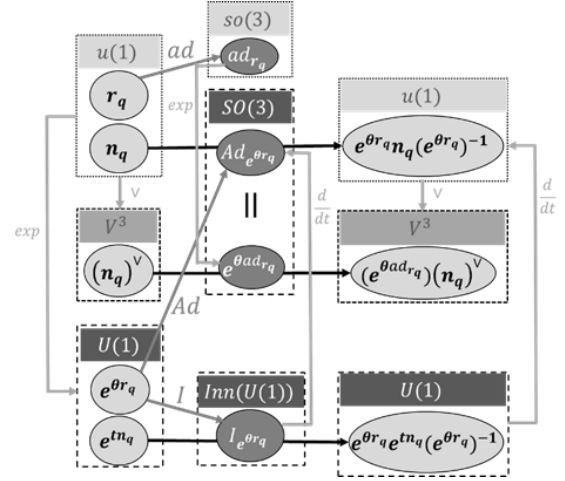 so(3)
u(1)
ad
ad_{r_q}
r_q
exp
SO(3)
u(1)
n_q
Ad_{e^{θr_q}}
e^{θr_q}n_q(e^{θr_q})^{-1}
∨
∨
=
d/dt
d/dt
exp
V^3
V^3
(n_q)^∨
e^{θad_{r_q}}
(e^{θad_{r_q}})(n_q)^∨
Ad
U(1)
Inn(U(1))
U(1)
e^{θr_q}
I
e^{tn_q}
I_{e^{θr_q}}
e^{θr_q}e^{tn_q}(e^{θr_q})^{-1}